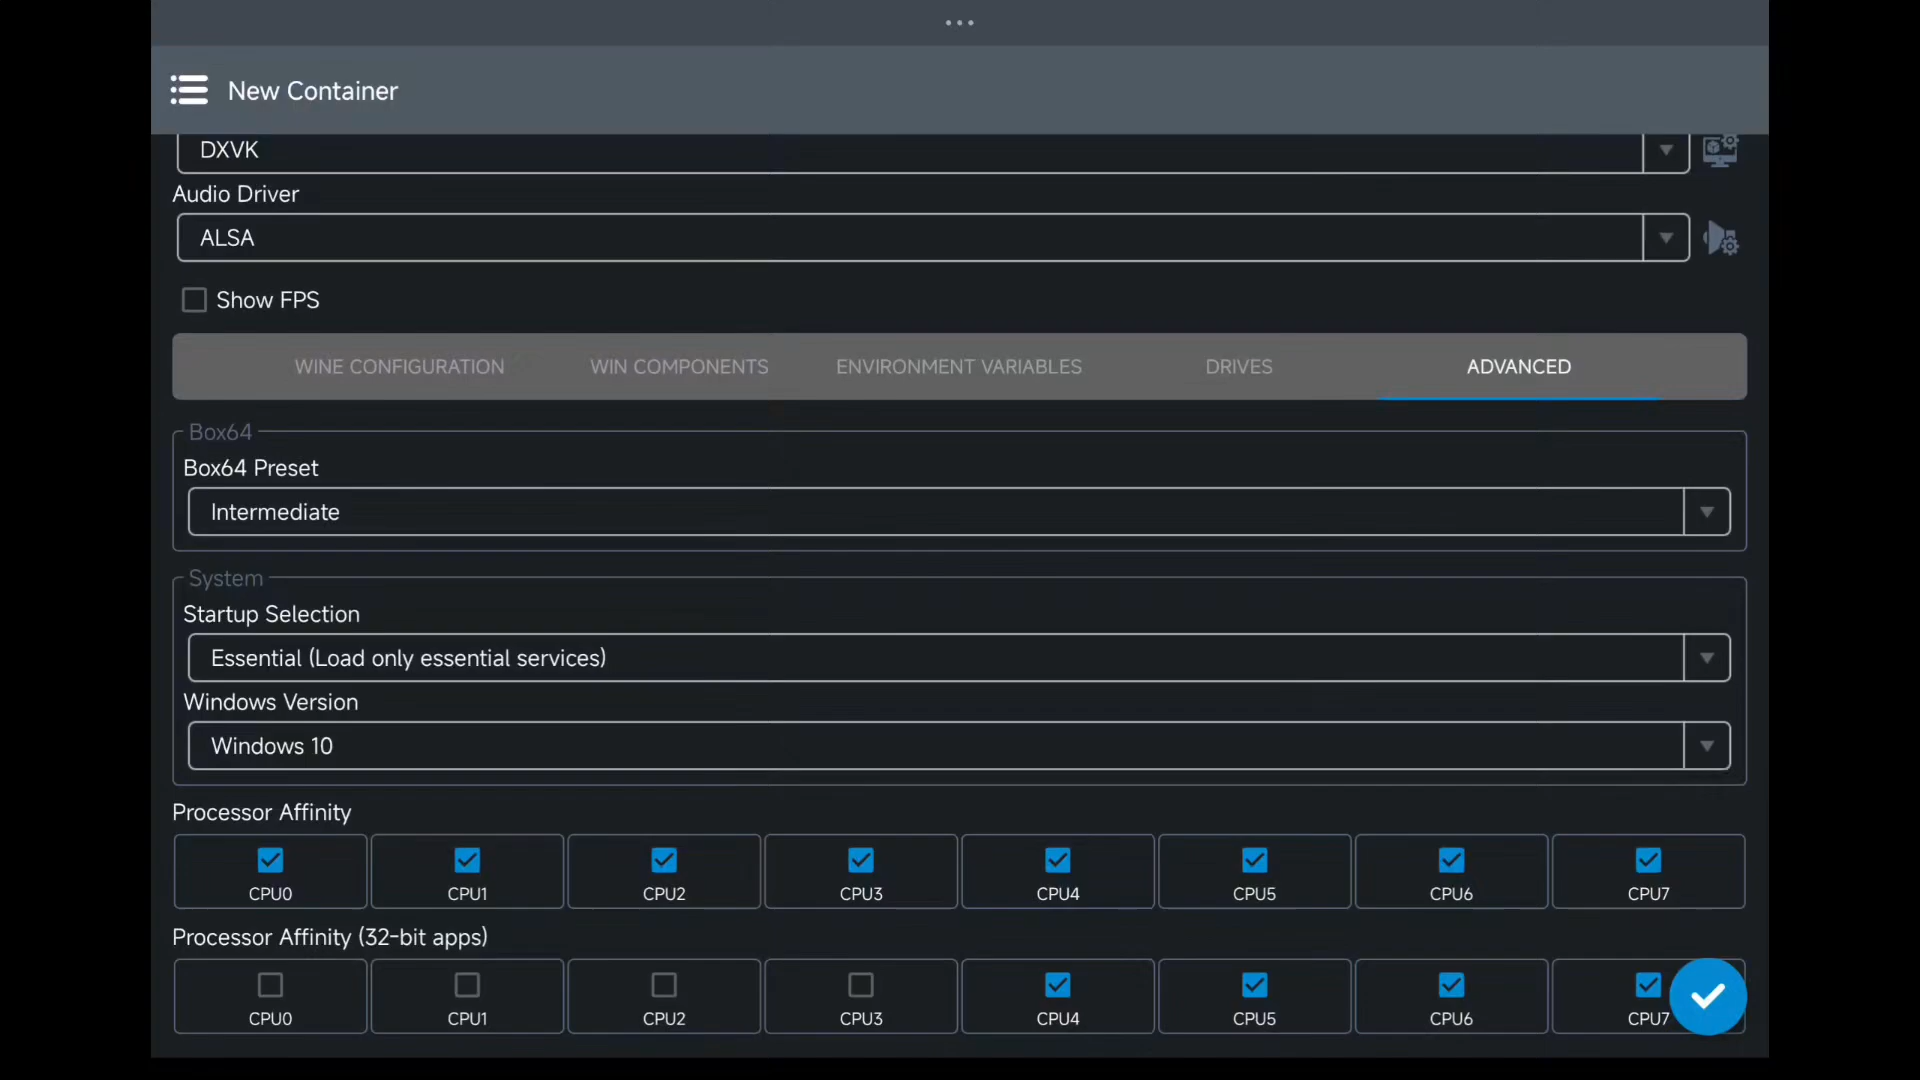 New Container
DXVK
Audio Driver
ALSA
Show FPS
WINE CONFIGURATION WIN COMPONENTS ENVIRONMENT VARIABLES DRIVES ADVANCED
Box64
Box64 Preset
Intermediate
System
Startup Selection
Essential (Load only essential services)
Windows Version
Windows 10
Processor Affinity
CPU0 CPU1 CPU2 CPU3 CPU4 CPU5 CPU6 CPU7
Processor Affinity (32-bit apps)
CPU0 CPU1 CPU2 CPU3 CPU4 CPU5 CPU6 CPU7